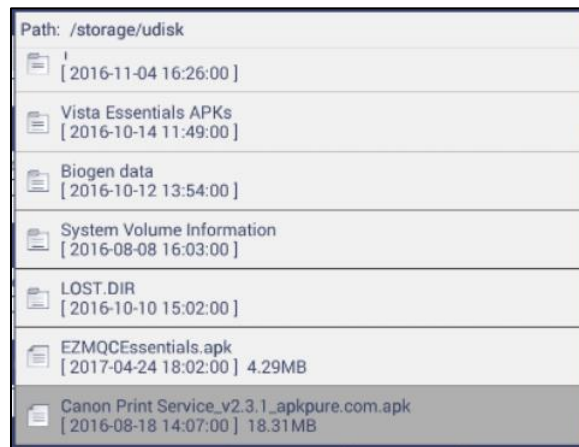 Path: /storage/udisk
[ 2016-11-04 16:26:00 ]
Vista Essentials APKs
[ 2016-10-14 11:49:00 ]
Biogen data
[ 2016-10-12 13:54:00 ]
System Volume Information
[ 2016-08-08 16:03:00 ]
LOST.DIR
[ 2016-10-10 15:02:00 ]
EZMQCEssentials.apk
[ 2017-04-24 18:02:00 ] 4.29MB
Canon Print Service_v2.3.1_apkpure.com.apk
[ 2016-08-18 14:07:00 ] 18.31MB